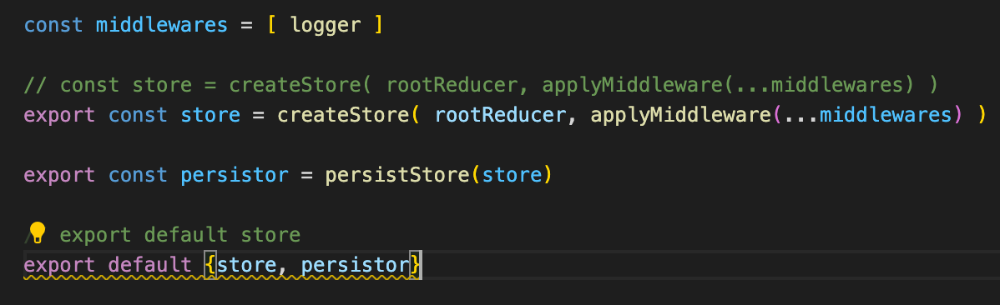 const middlewares = [ logger ]
// const store = createStore( rootReducer, applyMiddleware(...middlewares) )
export const store = createStore( rootReducer, applyMiddleware(...middlewares) )
export const persistor = persistStore(store)
/ export default store
export default {store, persistor}